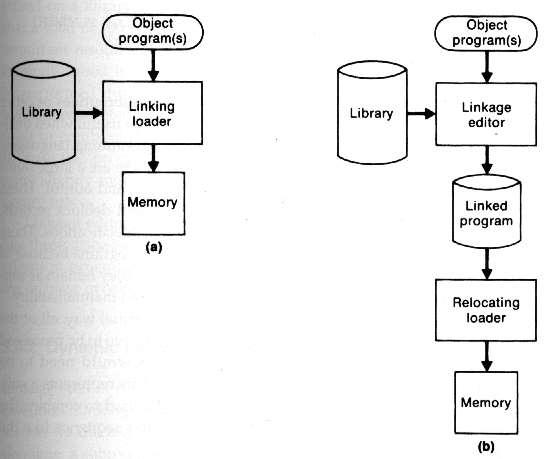 Object
program(s)
Library
Linking
loader
Memory
(a)
Object
program(s)
Library
Linkage
editor
Linked
program
Relocating
loader
Memory
(b)